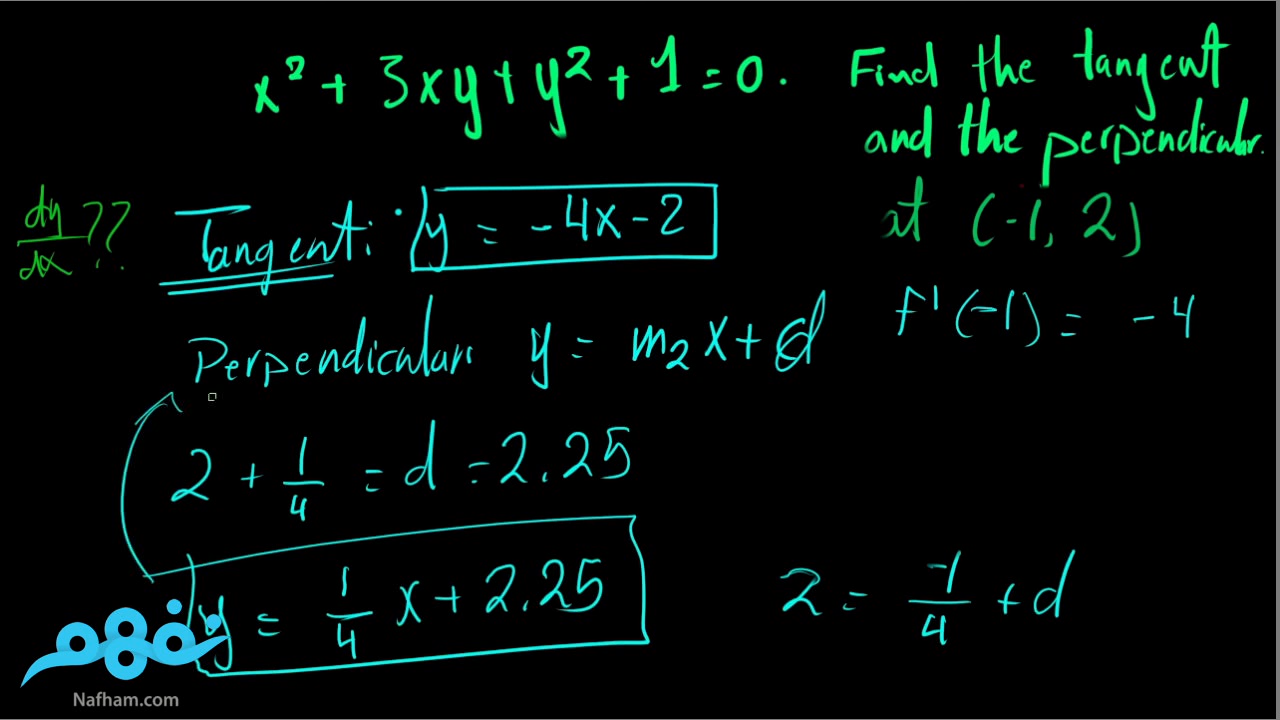 x² + 3xy + y² + 1 = 0.
Find the tangent
and the perpendicular.
at (-1, 2)
dy/dx ??
Tangent: y = -4x - 2
f'(-1) = -4
Perpendicular: y = m₂x + d
2 + 1/4 = d = 2.25
y = 1/4 x + 2.25
2 = -1/4 + d
نفهم
Nafham.com